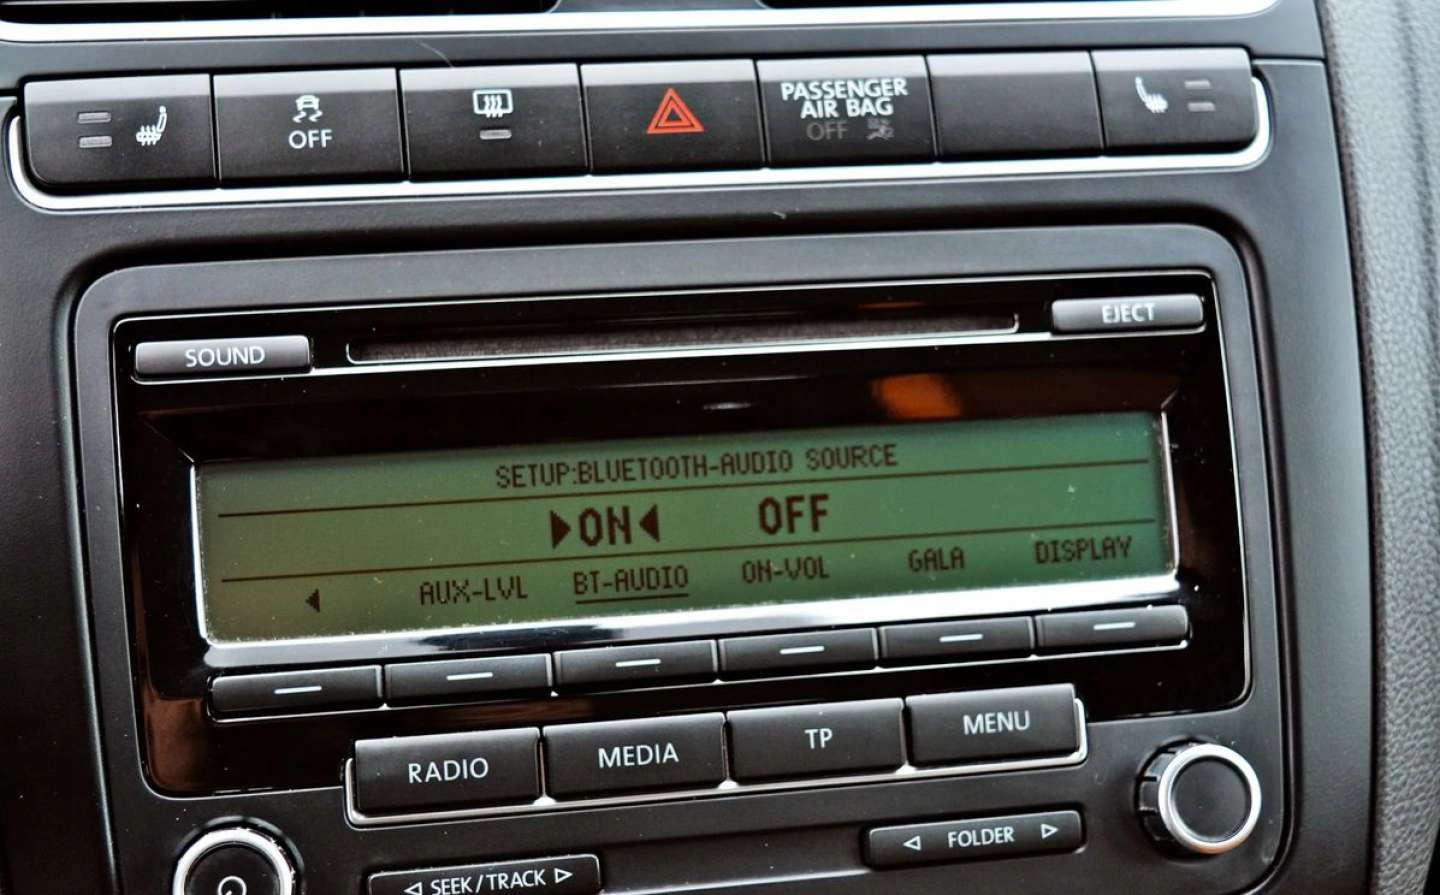 OFF
PASSENGER
AIR BAG
OFF
SOUND
EJECT
SETUP:BLUETOOTH-AUDIO SOURCE
▶ON◀ OFF
◀ AUX-LVL BT-AUDIO ON-VOL GALA DISPLAY
RADIO MEDIA TP MENU
◁ FOLDER ▷
◁ SEEK/TRACK ▷